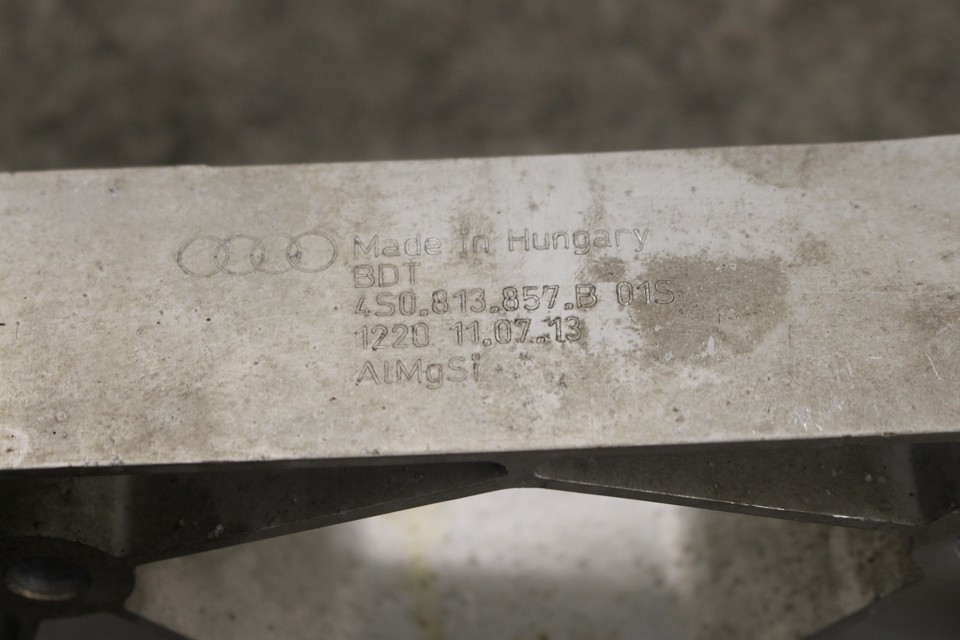 Made in Hungary
BDT
4S0.813.857.B 01S
1220 11.07.13
AlMgSi